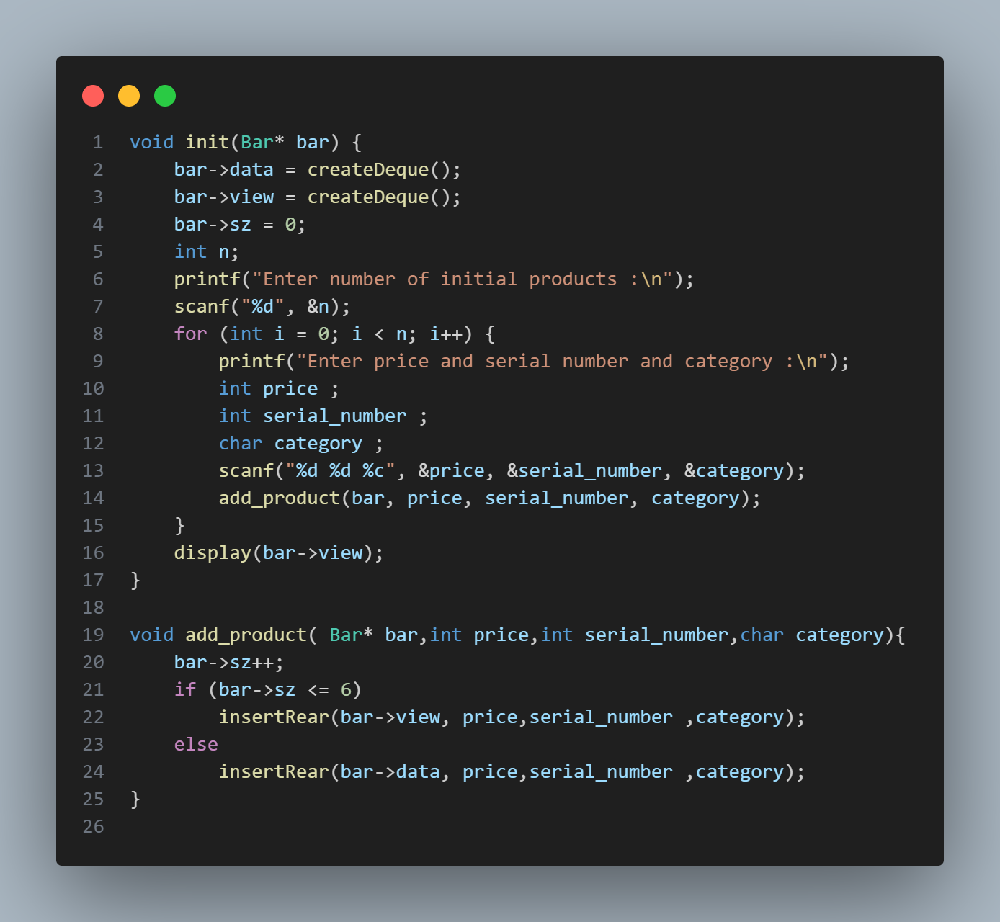 1 void init(Bar* bar) {
2     bar->data = createDeque();
3     bar->view = createDeque();
4     bar->sz = 0;
5     int n;
6     printf("Enter number of initial products :\n");
7     scanf("%d", &n);
8     for (int i = 0; i < n; i++) {
9         printf("Enter price and serial number and category :\n");
10         int price ;
11         int serial_number ;
12         char category ;
13         scanf("%d %d %c", &price, &serial_number, &category);
14         add_product(bar, price, serial_number, category);
15     }
16     display(bar->view);
17 }
18
19 void add_product( Bar* bar,int price,int serial_number,char category){
20     bar->sz++;
21     if (bar->sz <= 6)
22         insertRear(bar->view, price,serial_number ,category);
23     else
24         insertRear(bar->data, price,serial_number ,category);
25 }
26